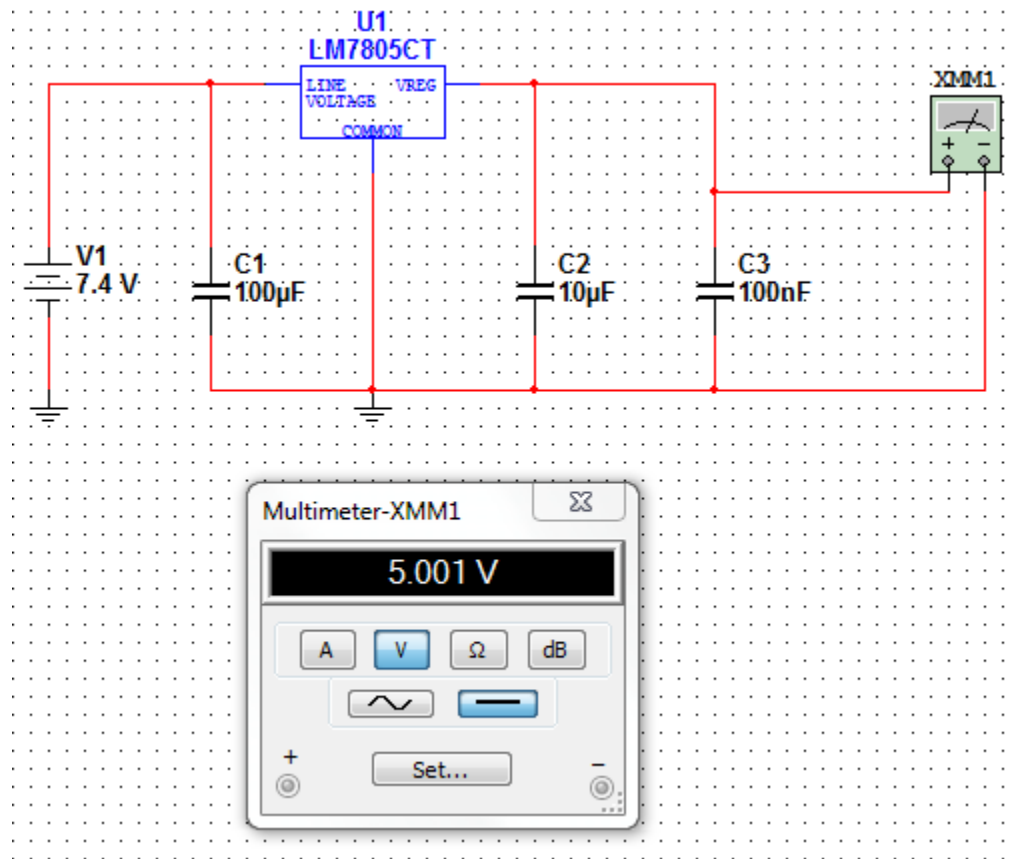 U1
LM7805CT
LINE VREG
VOLTAGE
COMMON
XMM1
+ −
V1
7.4 V
C1
100µF
C2
10µF
C3
100nF
Multimeter-XMM1
5.001 V
A V Ω dB
+ Set... −